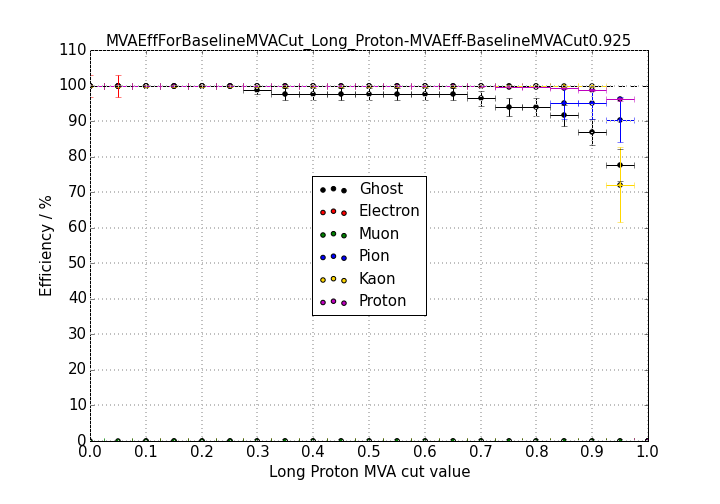 MVAEffForBaselineMVACut_Long_Proton-MVAEff-BaselineMVACut0.925
110
100
90
80
70
60
50
40
30
20
10
0
Efficiency / %
Ghost
Electron
Muon
Pion
Kaon
Proton
0.0 0.1 0.2 0.3 0.4 0.5 0.6 0.7 0.8 0.9 1.0
Long Proton MVA cut value